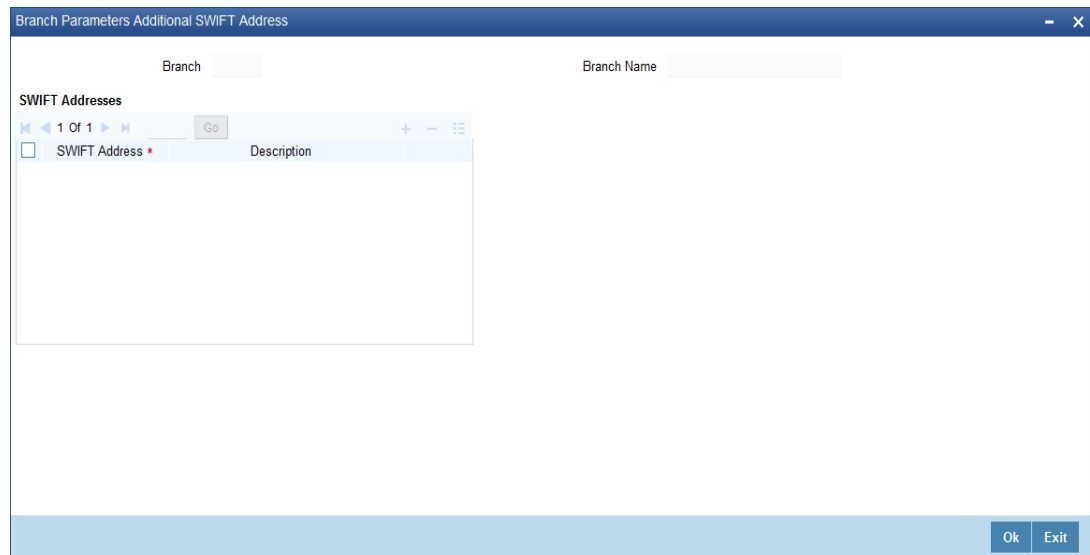 Branch Parameters Additional SWIFT Address
Branch
Branch Name
SWIFT Addresses
1 Of 1 Go
SWIFT Address * Description
Ok Exit